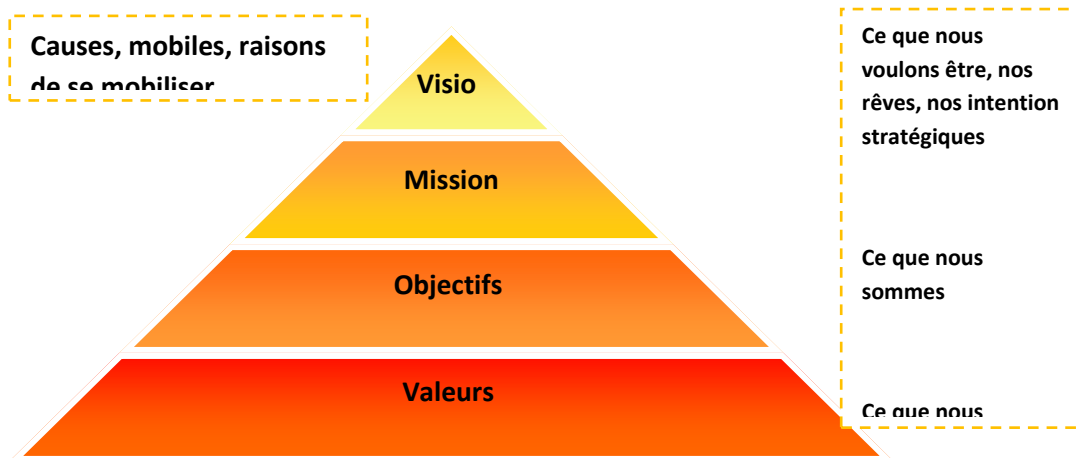 Causes, mobiles, raisons
de se mobiliser
Visio
Mission
Objectifs
Valeurs
Ce que nous
voulons être, nos
rêves, nos intention
stratégiques
Ce que nous
sommes
Ce que nous